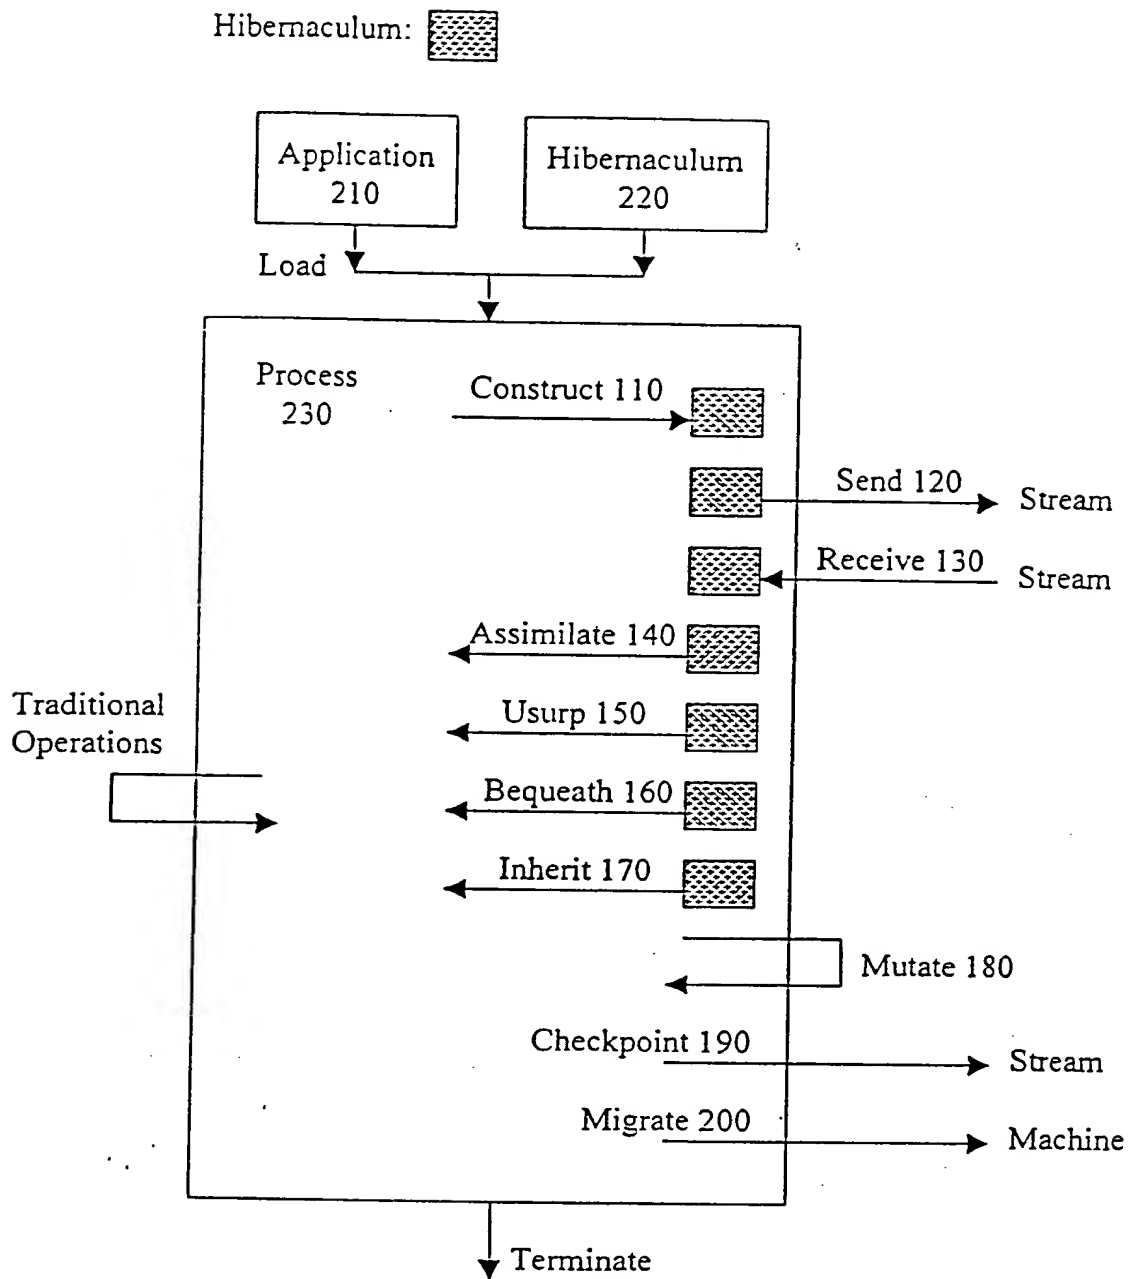 Hibernaculum:
Application
210
Hibernaculum
220
Load
Process
230
Construct 110
Send 120
Stream
Receive 130
Stream
Assimilate 140
Usurp 150
Traditional
Operations
Bequeath 160
Inherit 170
Mutate 180
Checkpoint 190
Stream
Migrate 200
Machine
Terminate